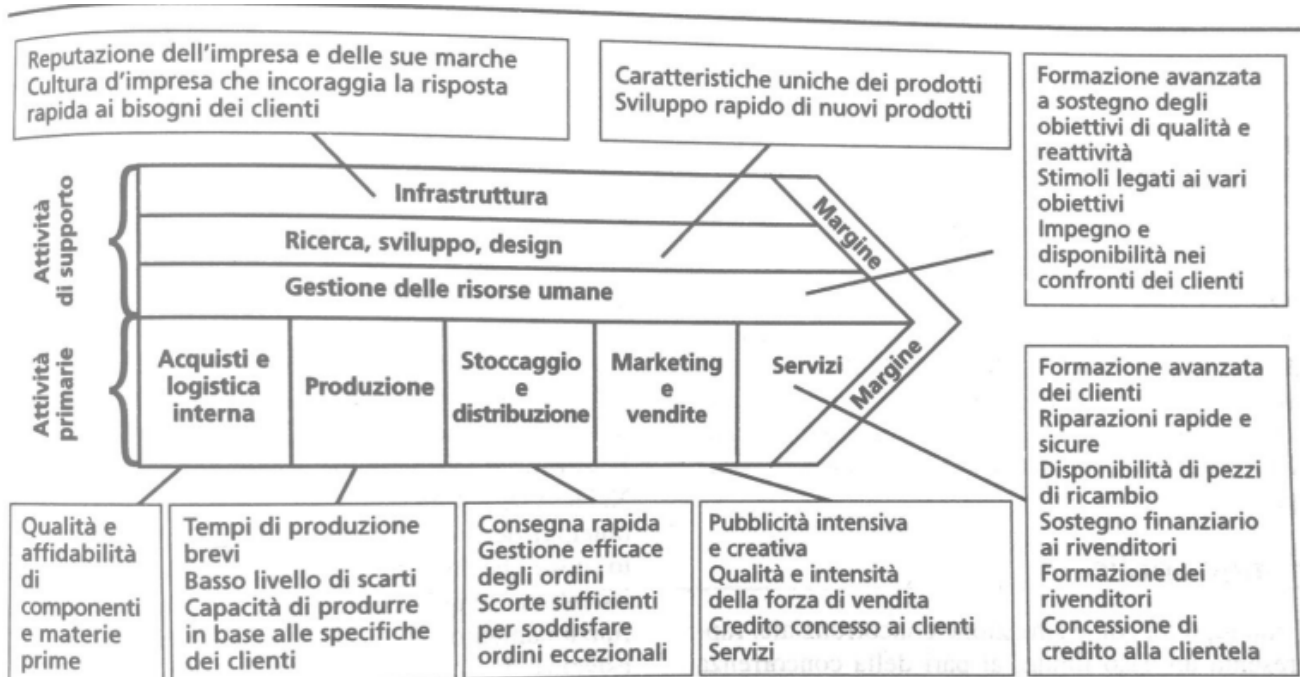 Reputazione dell'impresa e delle sue marche
Cultura d'impresa che incoraggia la risposta
rapida ai bisogni dei clienti
Caratteristiche uniche dei prodotti
Sviluppo rapido di nuovi prodotti
Formazione avanzata
a sostegno degli
obiettivi di qualità e
reattività
Stimoli legati ai vari
obiettivi
Impegno e
disponibilità nei
confronti dei clienti
Attività
di supporto
Infrastruttura
Ricerca, sviluppo, design
Gestione delle risorse umane
Margine
Attività
primarie
Acquisti e
logistica
interna
Produzione
Stoccaggio
e
distribuzione
Marketing
e
vendite
Servizi
Margine
Formazione avanzata
dei clienti
Riparazioni rapide e
sicure
Disponibilità di pezzi
di ricambio
Sostegno finanziario
ai rivenditori
Formazione dei
rivenditori
Concessione di
credito alla clientela
Qualità e
affidabilità
di
componenti
e materie
prime
Tempi di produzione
brevi
Basso livello di scarti
Capacità di produrre
in base alle specifiche
dei clienti
Consegna rapida
Gestione efficace
degli ordini
Scorte sufficienti
per soddisfare
ordini eccezionali
Pubblicità intensiva
e creativa
Qualità e intensità
della forza di vendita
Credito concesso ai clienti
Servizi